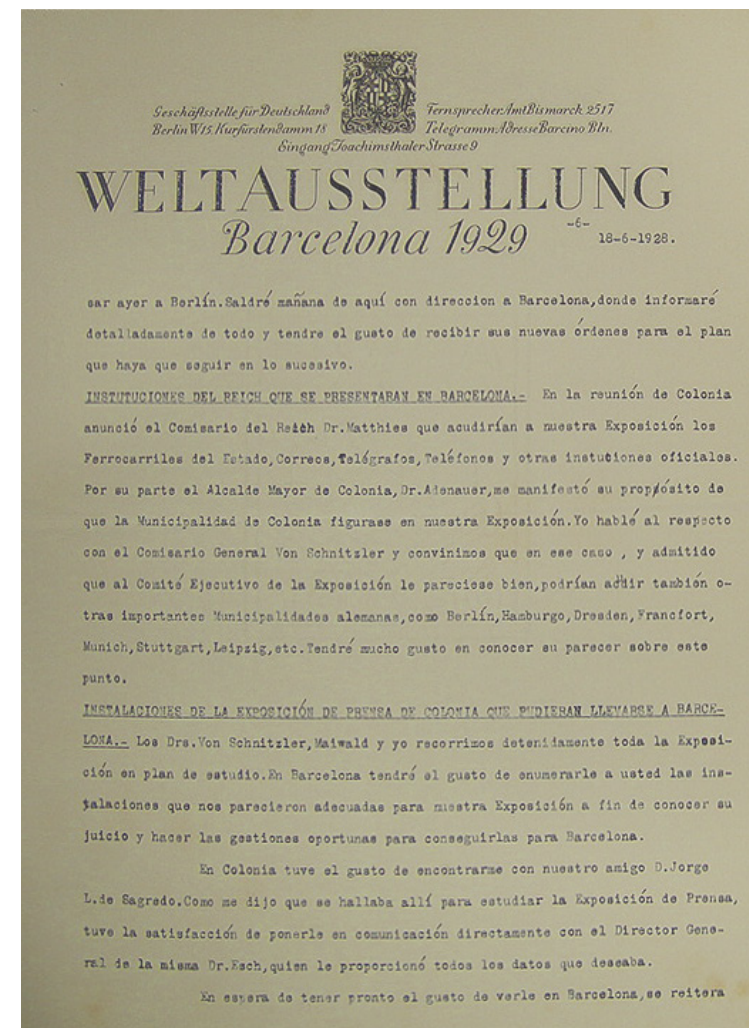 Geschäftsstelle für Deutschland
Berlin W15. Kurfürstendamm 18
Fernsprecher: Amt Bismarck 2517
Telegramm: Adresse Barcino Bln.
Eingang Joachimsthaler Strasse 9
WELTAUSSTELLUNG
Barcelona 1929
-6-
18-6-1928.
sar ayer a Berlín.Saldré mañana de aquí con direccion a Barcelona,donde informaré
detalladamente de todo y tendre el gusto de recibir sus nuevas órdenes para el plan
que haya que seguir en lo sucesivo.
INSTUTUCIONES DEL REICH QUE SE PRESENTARAN EN BARCELONA.- En la reunión de Colonia
anunció el Comisario del Reich Dr.Matthies que acudirían a nuestra Exposición los
Ferrocarriles del Estado,Correos,Telégrafos,Teléfonos y otras instuciones oficiales.
Por su parte el Alcalde Mayor de Colonia,Dr.Adenauer,me manifestó su propósito de
que la Municipalidad de Colonia figurase en nuestra Exposición.Yo hablé al respecto
con el Comisario General Von Schnitzler y convinimos que en ese caso , y admitido
que al Comité Ejecutivo de la Exposición le pareciese bien,podrían acudir también o-
tras importantes Municipalidades alemanas,como Berlín,Hamburgo,Dresden,Francfort,
Munich,Stuttgart,Leipzig,etc.Tendré mucho gusto en conocer su parecer sobre este
punto.
INSTALACIONES DE LA EXPOSICIÓN DE PRENSA DE COLONIA QUE PUDIERAN LLEVARSE A BARCE-
LONA.- Los Drs.Von Schnitzler,Maiwald y yo recorrimos detenidamente toda la Exposi-
ción en plan de estudio.En Barcelona tendré el gusto de enumerarle a usted las ins-
talaciones que nos parecieron adecuadas para nuestra Exposición a fin de conocer su
juicio y hacer las gestiones oportunas para conseguirlas para Barcelona.
En Colonia tuve el gusto de encontrarme con nuestro amigo D.Jorge
L.de Sagredo.Como me dijo que se hallaba allí para estudiar la Exposición de Prensa,
tuve la satisfacción de ponerle en comunicación directamente con el Director Gene-
ral de la misma Dr.Esch,quien le proporcionó todos los datos que deseaba.
En espera de tener pronto el gusto de verle en Barcelona,se reitera